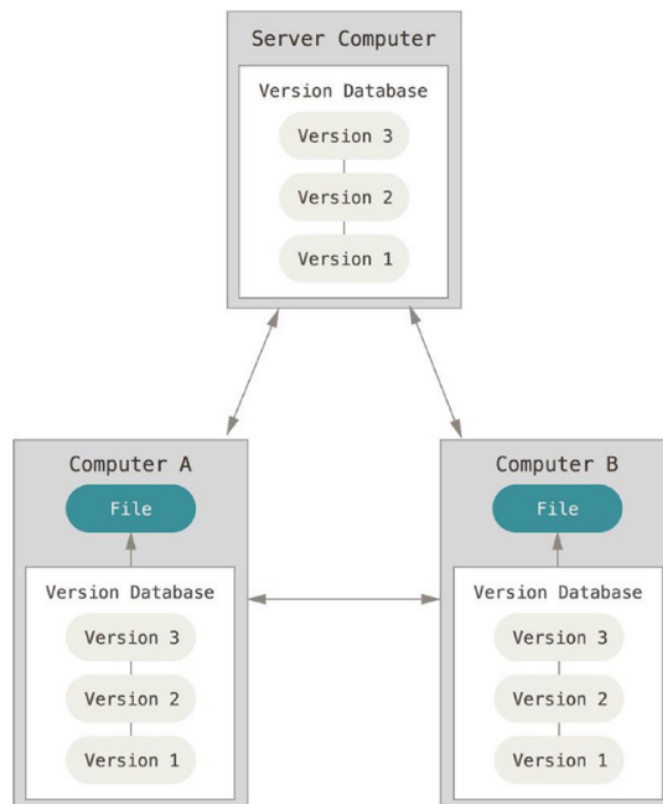 Server Computer
Version Database
Version 3
Version 2
Version 1
Computer A
File
Version Database
Version 3
Version 2
Version 1
Computer B
File
Version Database
Version 3
Version 2
Version 1